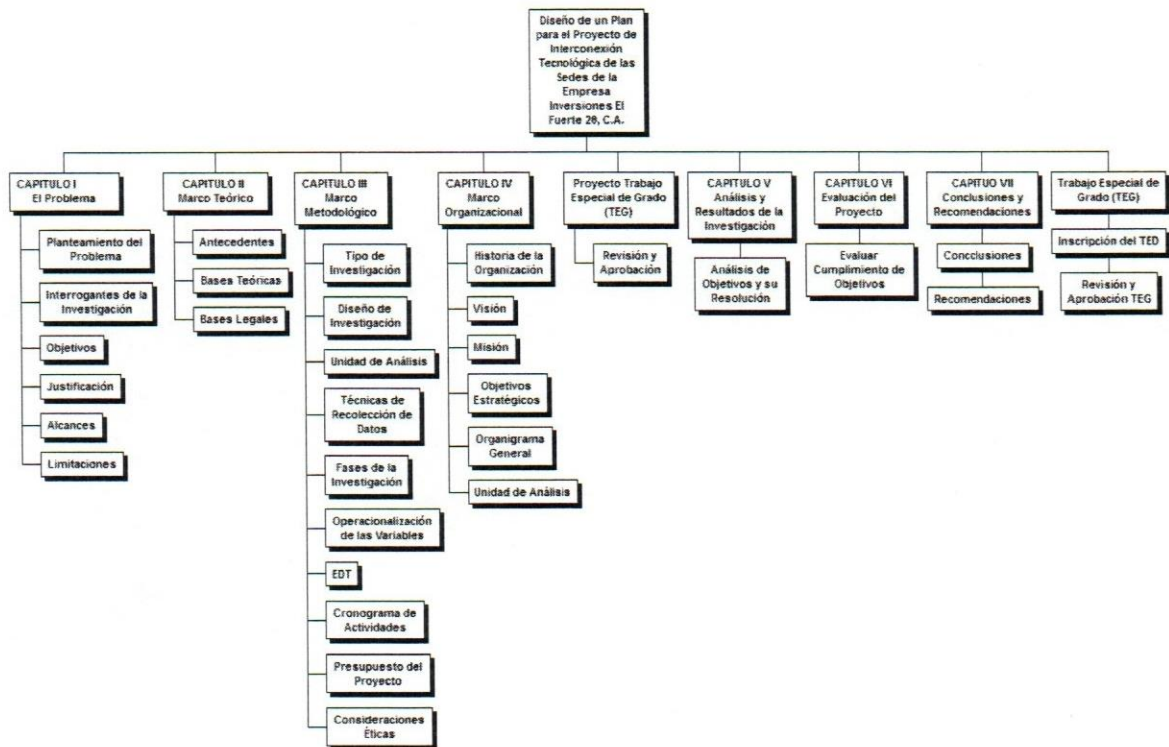 Diseño de un Plan
para el Proyecto de
Interconexión
Tecnológica de las
Sedes de la
Empresa
Inversiones El
Fuerte 28, C.A.
CAPITULO I
El Problema
Planteamiento del
Problema
Interrogantes de la
Investigación
Objetivos
Justificación
Alcances
Limitaciones
CAPITULO II
Marco Teórico
Antecedentes
Bases Teóricas
Bases Legales
CAPITULO III
Marco
Metodológico
Tipo de
Investigación
Diseño de
Investigación
Unidad de Análisis
Técnicas de
Recolección de
Datos
Fases de la
Investigación
Operacionalización
de las Variables
EDT
Cronograma de
Actividades
Presupuesto del
Proyecto
Consideraciones
Éticas
CAPITULO IV
Marco
Organizacional
Historia de la
Organización
Visión
Misión
Objetivos
Estratégicos
Organigrama
General
Unidad de Análisis
Proyecto Trabajo
Especial de Grado
(TEG)
Revisión y
Aprobación
CAPITULO V
Análisis y
Resultados de la
Investigación
Análisis de
Objetivos y su
Resolución
CAPITULO VI
Evaluación del
Proyecto
Evaluar
Cumplimiento de
Objetivos
CAPITUO VII
Conclusiones y
Recomendaciones
Concclusiones
Recomendaciones
Trabajo Especial de
Grado (TEG)
Inscripción del TED
Revisión y
Aprobación TEG